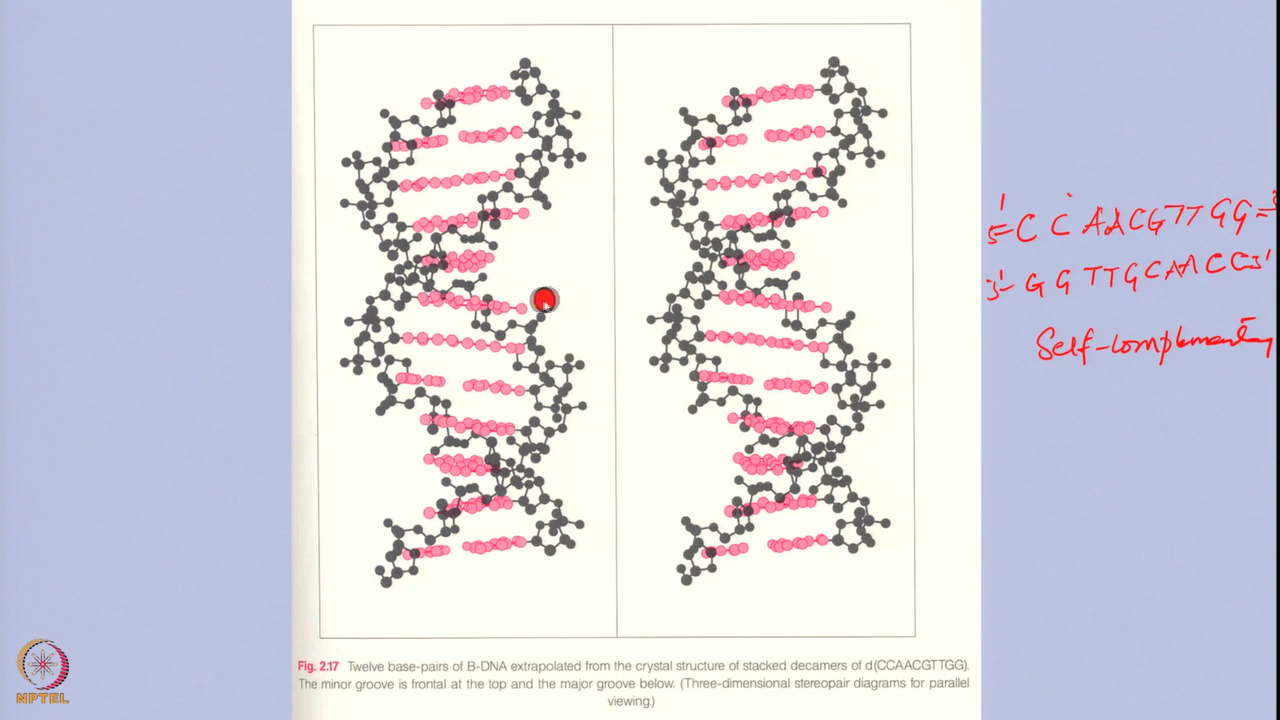 5'-C C AACGTTGG-3'
3'- G G TTGCAACC 5'
Self-complementary
Fig. 2.17 Twelve base-pairs of B-DNA extrapolated from the crystal structure of stacked decamers of d(CCAACGTTGG).
The minor groove is frontal at the top and the major groove below. (Three-dimensional stereopair diagrams for parallel
viewing.)
NPTEL